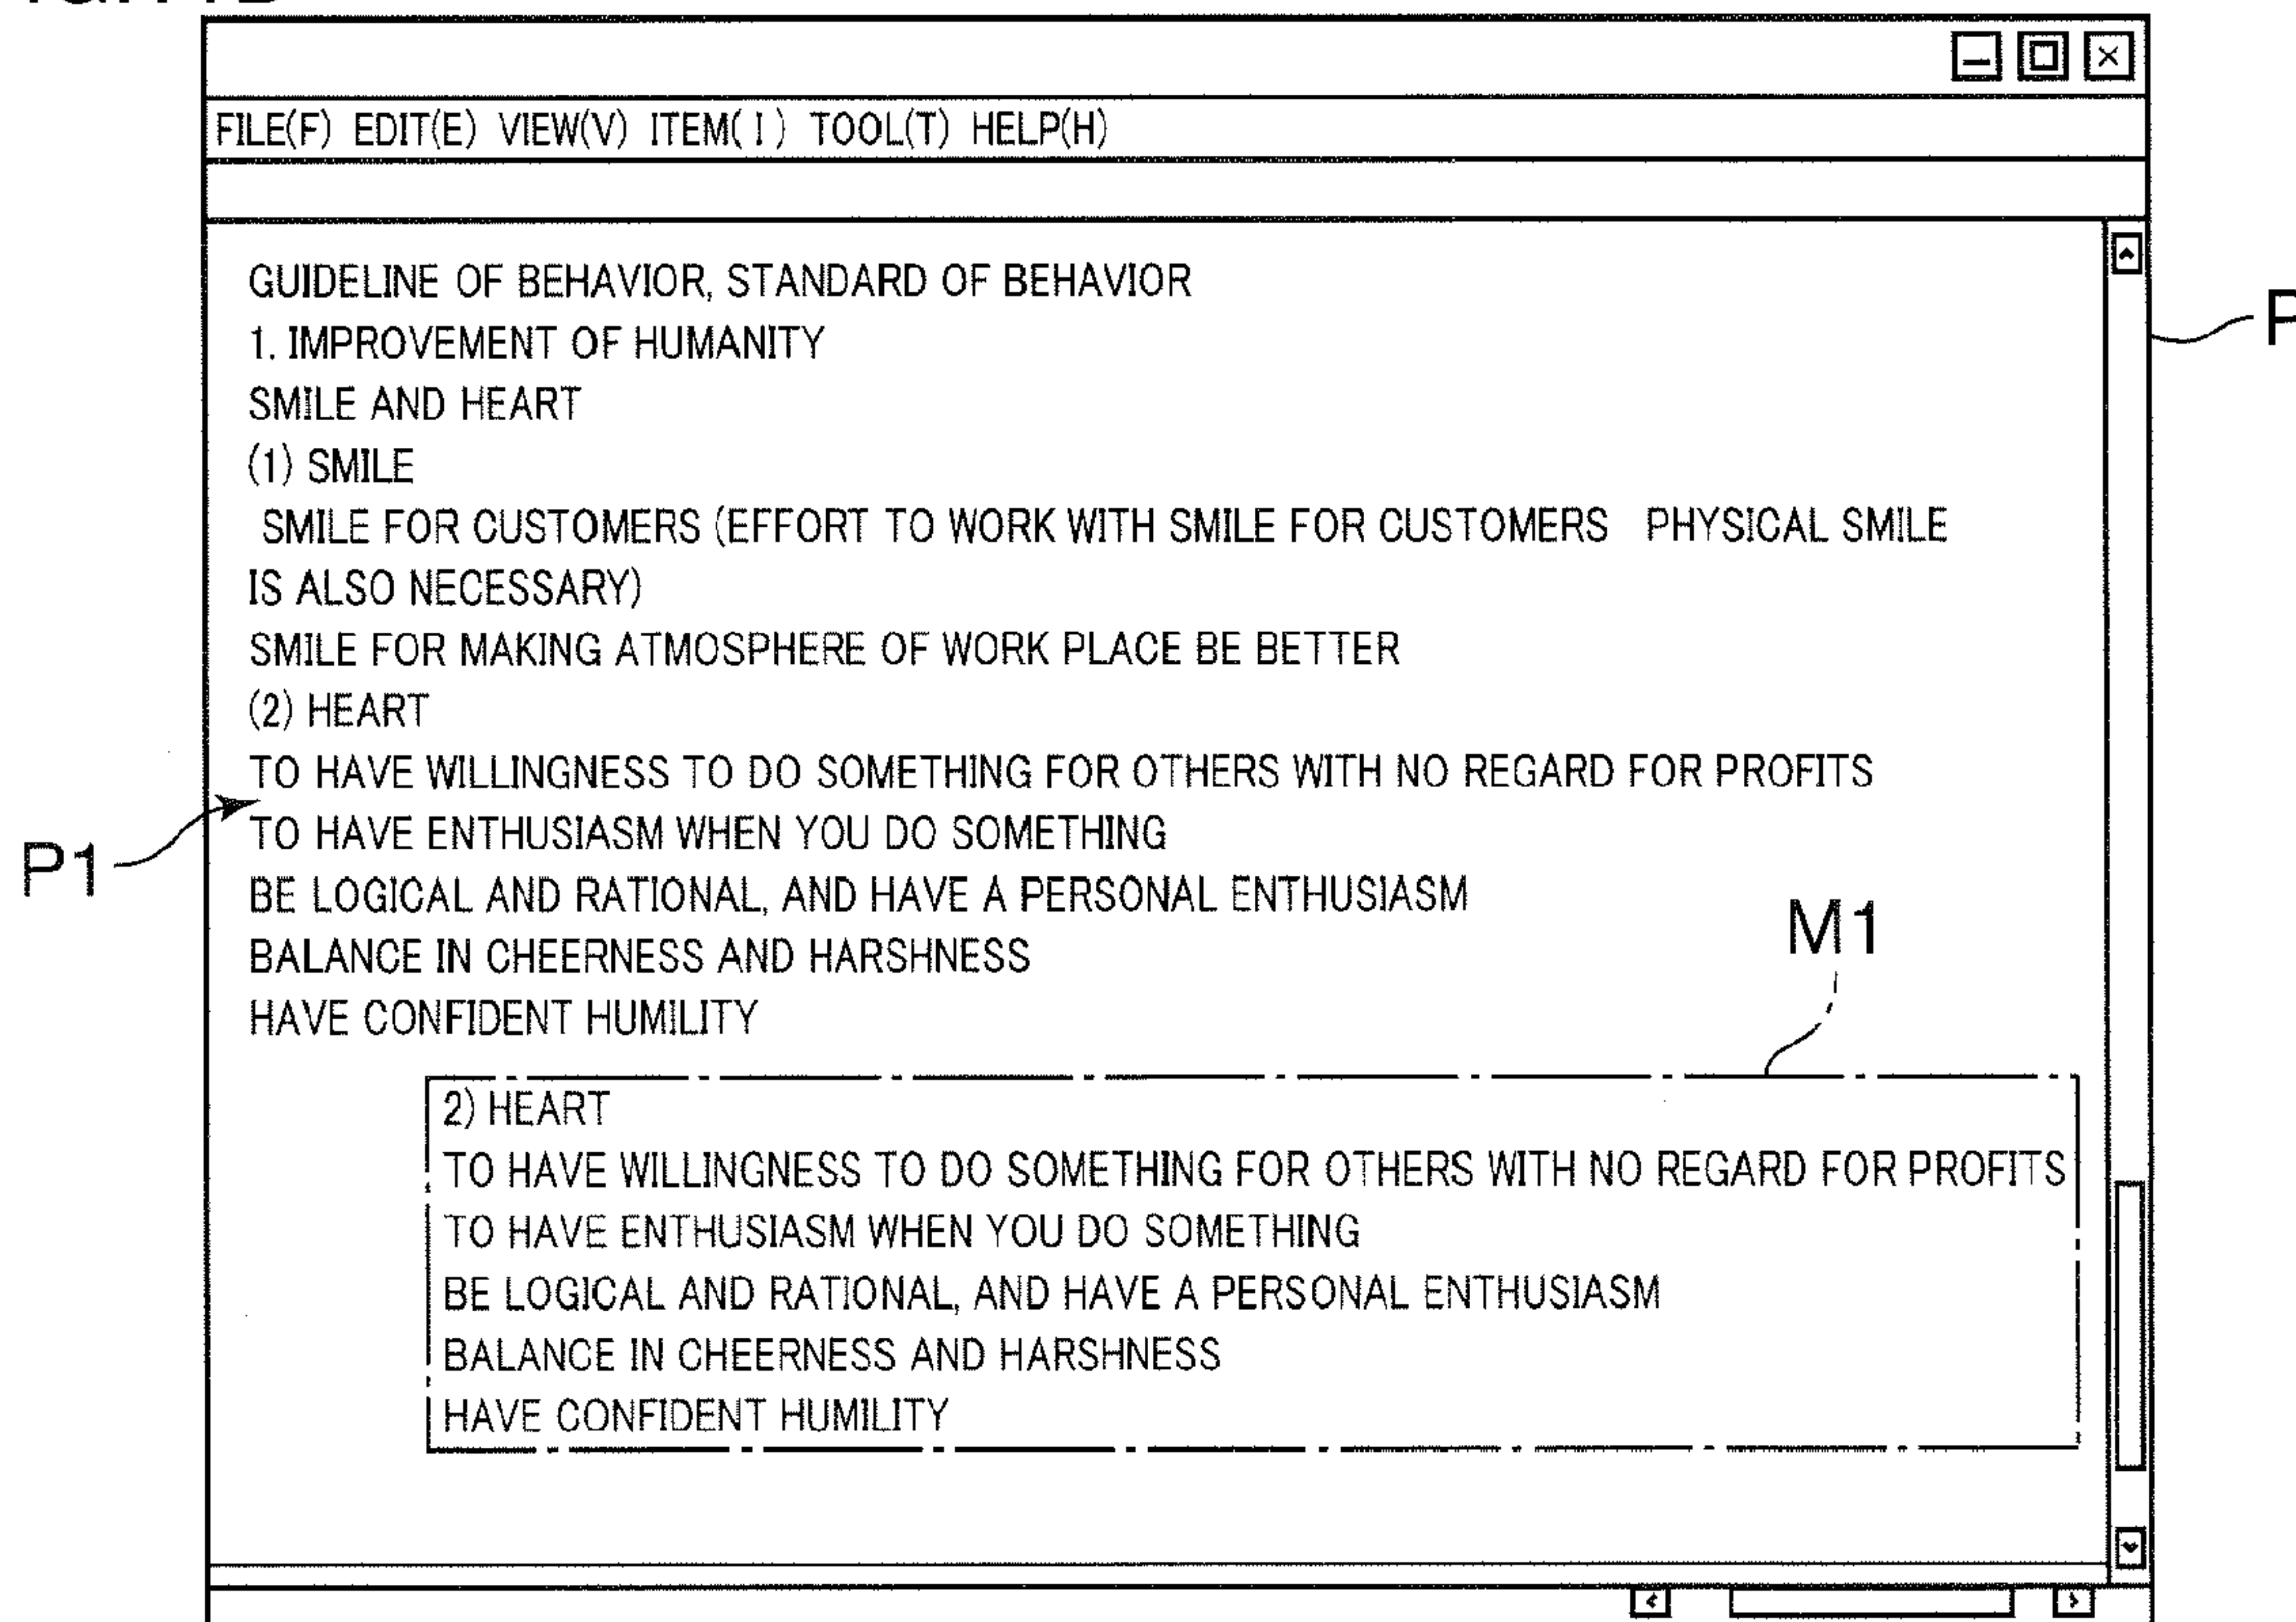 FILE(F) EDIT(E) VIEW(V) ITEM(I) TOOL(T) HELP(H)
GUIDELINE OF BEHAVIOR, STANDARD OF BEHAVIOR
P
1. IMPROVEMENT OF HUMANITY
SMILE AND HEART
(1) SMILE
SMILE FOR CUSTOMERS (EFFORT TO WORK WITH SMILE FOR CUSTOMERS PHYSICAL SMILE
IS ALSO NECESSARY)
SMILE FOR MAKING ATMOSPHERE OF WORK PLACE BE BETTER
(2) HEART
TO HAVE WILLINGNESS TO DO SOMETHING FOR OTHERS WITH NO REGARD FOR PROFITS
TO HAVE ENTHUSIASM WHEN YOU DO SOMETHING
P1
BE LOGICAL AND RATIONAL, AND HAVE A PERSONAL ENTHUSIASM
M1
BALANCE IN CHEERNESS AND HARSHNESS
HAVE CONFIDENT HUMILITY
2) HEART
TO HAVE WILLINGNESS TO DO SOMETHING FOR OTHERS WITH NO REGARD FOR PROFITS
TO HAVE ENTHUSIASM WHEN YOU DO SOMETHING
BE LOGICAL AND RATIONAL, AND HAVE A PERSONAL ENTHUSIASM
BALANCE IN CHEERNESS AND HARSHNESS
HAVE CONFIDENT HUMILITY